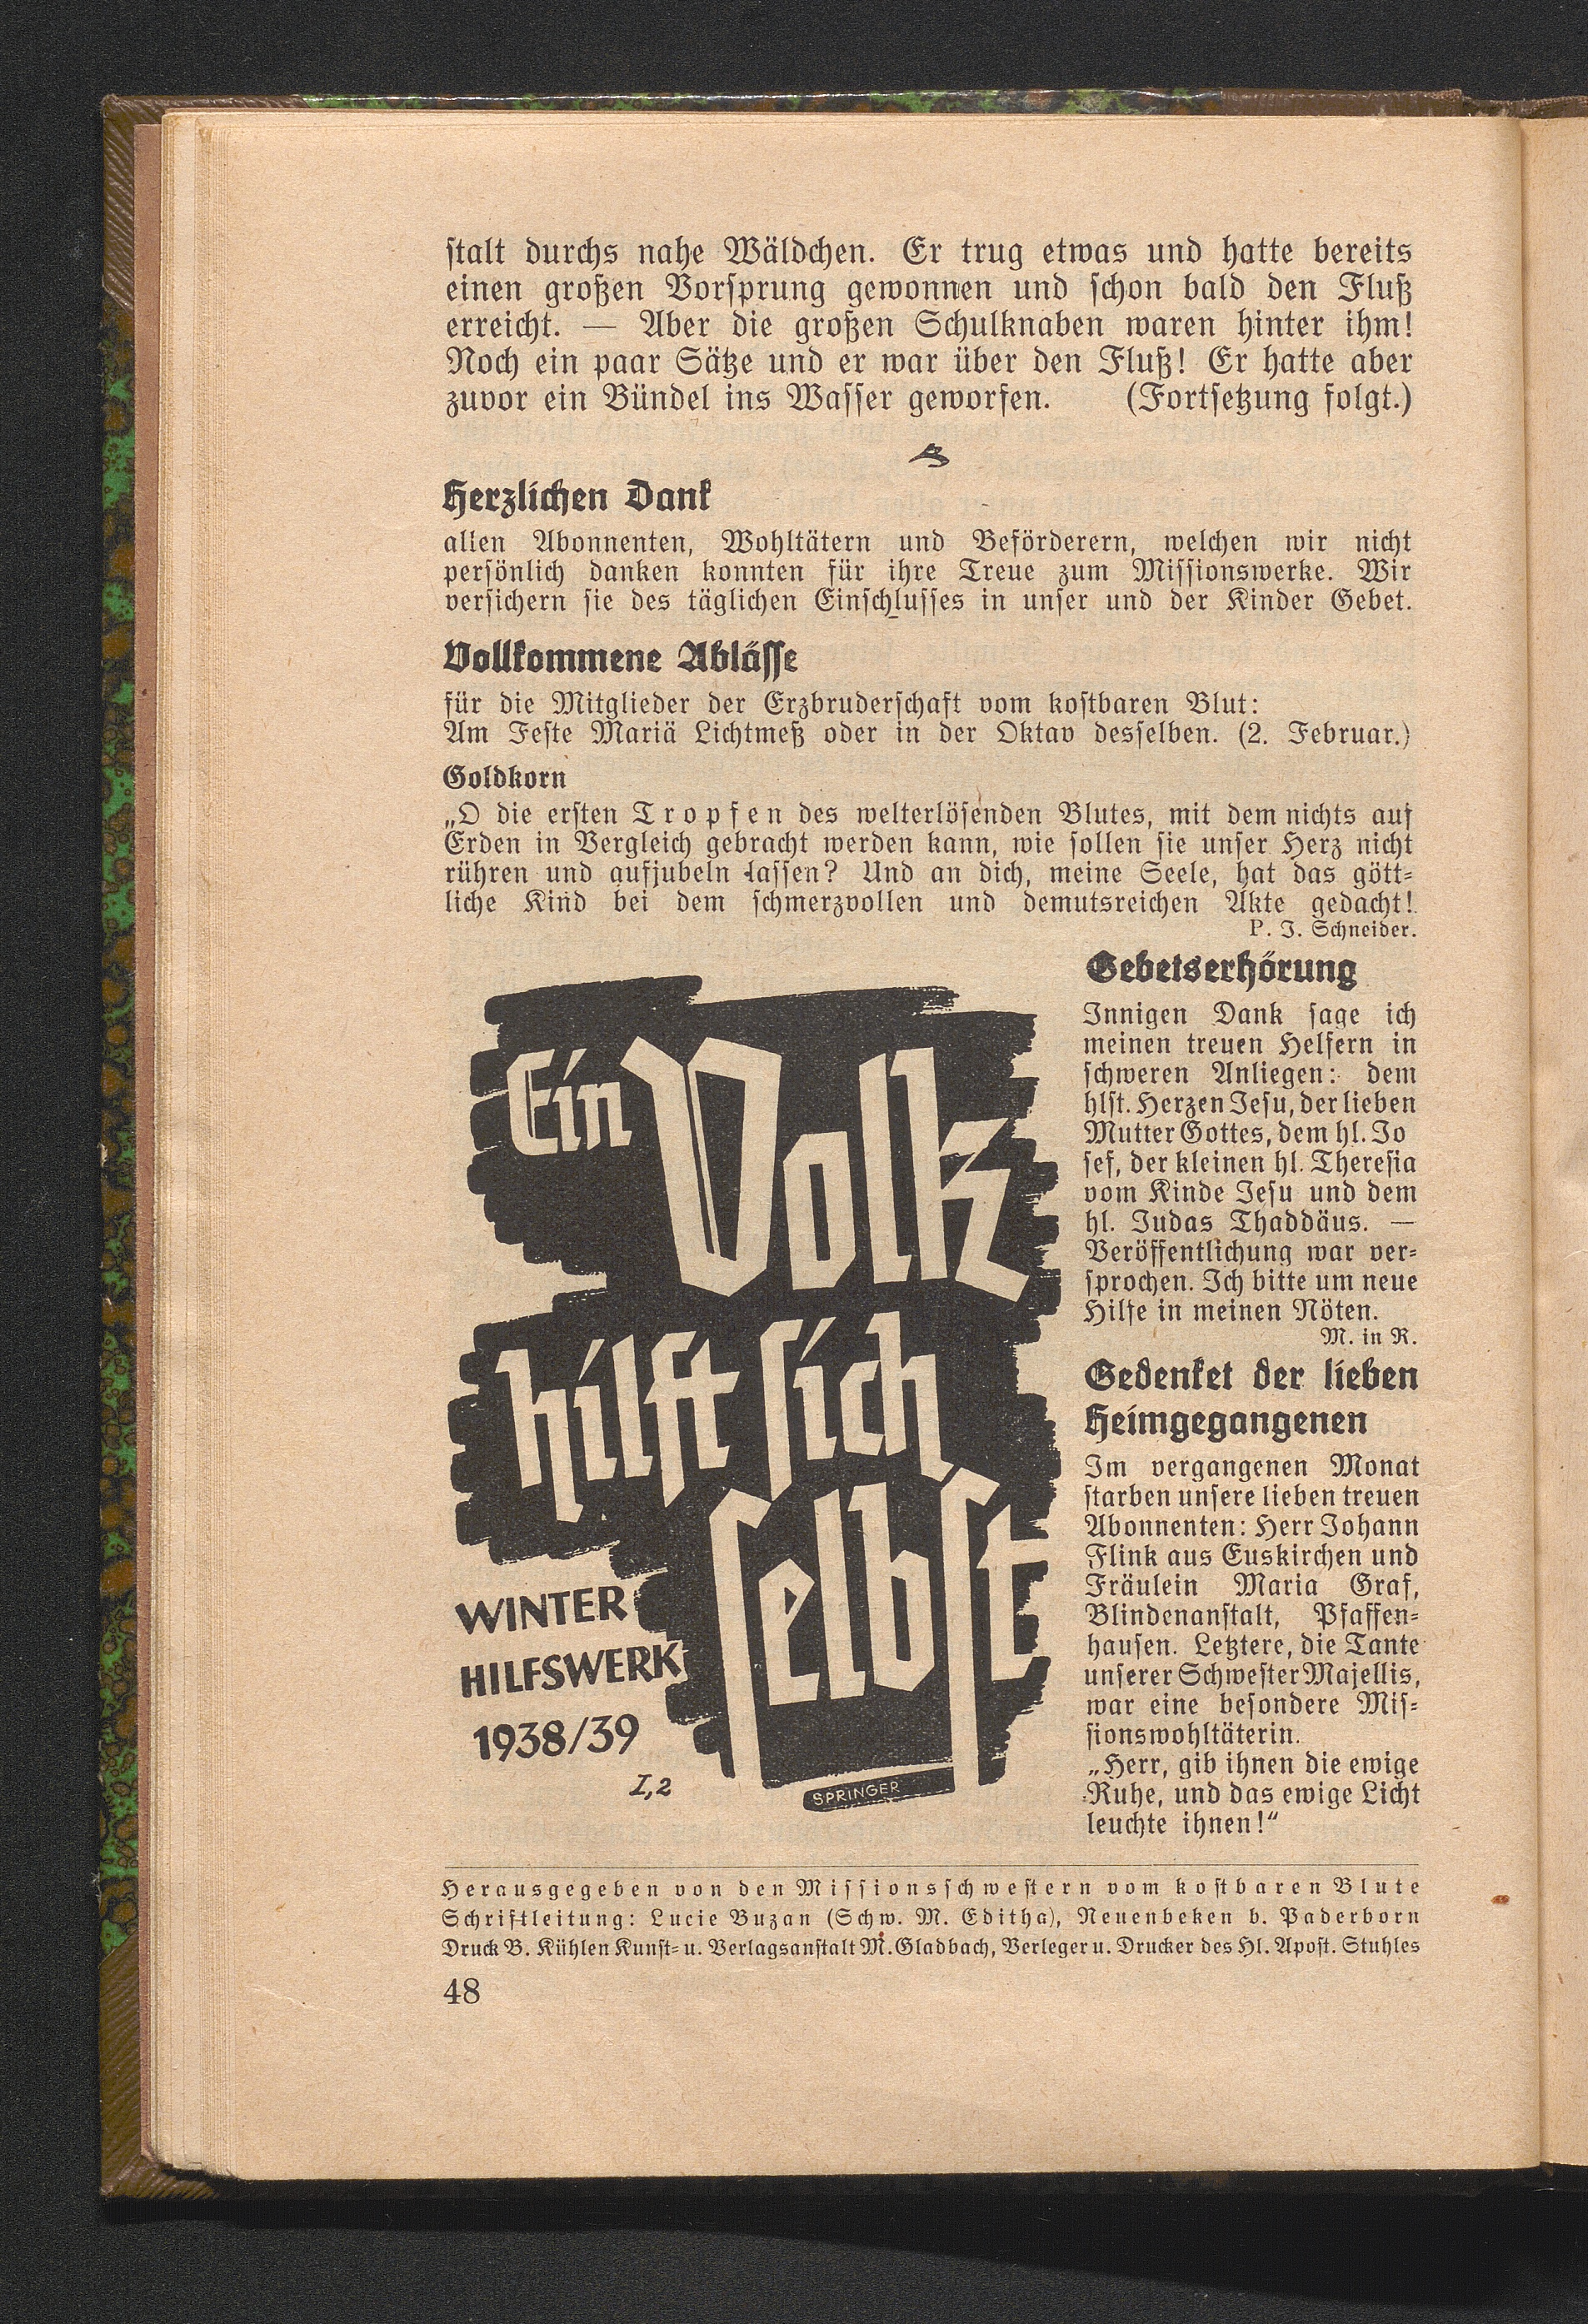 stalt durchs nahe Wäldchen. Er trug etwas und hatte bereits
einen großen Vorsprung gewonnen und schon bald den Fluß
erreicht. — Aber die großen Schulknaben waren hinter ihm!
Noch ein paar Sätze und er war über den Fluß! Er hatte aber
zuvor ein Bündel ins Wasser geworfen. (Fortsetzung folgt.)
Herzlichen Dank
allen Abonnenten, Wohltätern und Beförderern, welchen wir nicht
persönlich danken konnten für ihre Treue zum Missionswerke. Wir
versichern sie des täglichen Einschlusses in unser und der Kinder Gebet.
Vollkommene Ablässe
für die Mitglieder der Erzbruderschaft vom kostbaren Blut:
Am Feste Mariä Lichtmeß oder in der Oktav desselben. (2. Februar.)
Goldkorn
„O die ersten Tropfen des welterlösenden Blutes, mit dem nichts auf
Erden in Vergleich gebracht werden kann, wie sollen sie unser Herz nicht
rühren und aufjubeln lassen? Und an dich, meine Seele, hat das gött-
liche Kind bei dem schmerzvollen und demutsreichen Akte gedacht!
P. J. Schneider.
Ein Volk
hilft sich
selbst
WINTER
HILFSWERK
1938/39
I,2
SPRINGER
Gebetserhörung
Innigen Dank sage ich
meinen treuen Helfern in
schweren Anliegen: dem
hlst. Herzen Jesu, der lieben
Mutter Gottes, dem hl. Jo
sef, der kleinen hl. Theresia
vom Kinde Jesu und dem
hl. Judas Thaddäus. —
Veröffentlichung war ver-
sprochen. Ich bitte um neue
Hilfe in meinen Nöten.
M. in R.
Gedenket der lieben
Heimgegangenen
Im vergangenen Monat
starben unsere lieben treuen
Abonnenten: Herr Johann
Flink aus Euskirchen und
Fräulein Maria Graf,
Blindenanstalt, Pfaffen-
hausen. Letztere, die Tante
unserer Schwester Majellis,
war eine besondere Mis-
sionswohltäterin.
„Herr, gib ihnen die ewige
Ruhe, und das ewige Licht
leuchte ihnen!“
Herausgegeben von den Missionsschwestern vom kostbaren Blute
Schriftleitung: Lucie Buzan (Schw. M. Editha), Neuenbeken b. Paderborn
Druck B. Kühlen Kunst- u. Verlagsanstalt M. Gladbach, Verleger u. Drucker des Hl. Apost. Stuhles
48